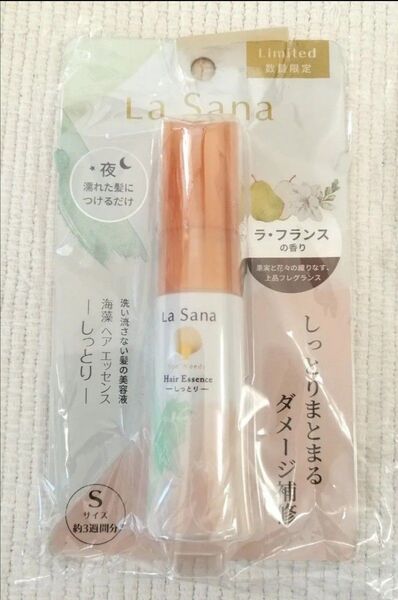 Limited
数量限定
La Sana
夜
濡れた髪に
つけるだけ
ラ・フランス
の香り
果実と花々の織りなす、
上品フレグランス
La Sana
Hair Essence
―しっとり―
洗い流さない髪の美容液
海藻 ヘア エッセンス
―しっとり―
しっとりまとまる
ダメージ補修
S
サイズ
約3週間分